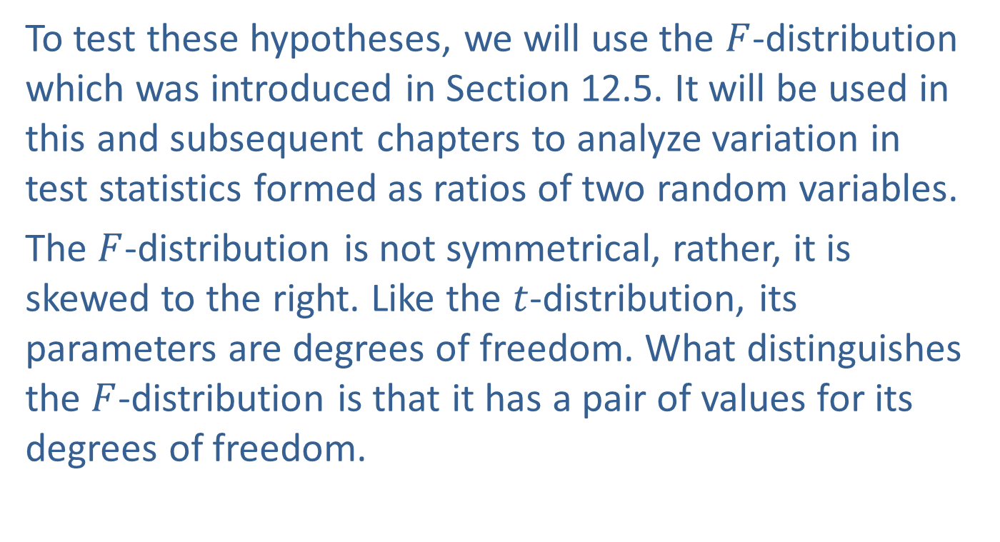 To test these hypotheses, we will use the F-distribution
which was introduced in Section 12.5. It will be used in
this and subsequent chapters to analyze variation in
test statistics formed as ratios of two random variables.
The F-distribution is not symmetrical, rather, it is
skewed to the right. Like the t-distribution, its
parameters are degrees of freedom. What distinguishes
the F-distribution is that it has a pair of values for its
degrees of freedom.